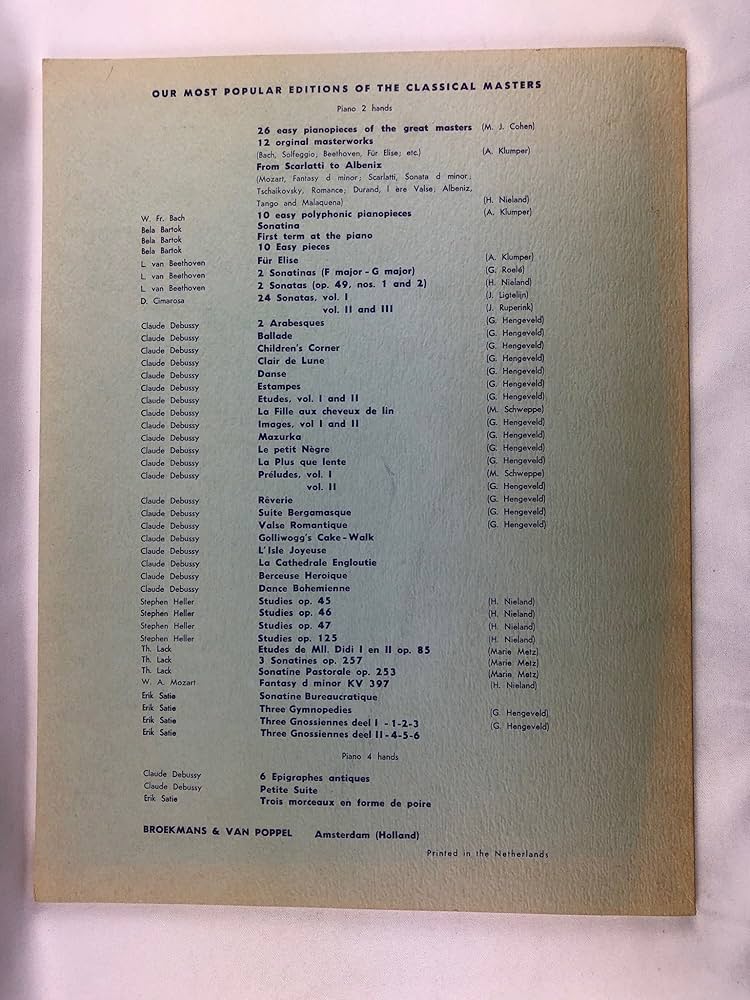 OUR MOST POPULAR EDITIONS OF THE CLASSICAL MASTERS
Piano 2 hands
26 easy pianopieces of the great masters (M. J. Cohen)
12 orginal masterworks
(Bach, Solfeggio; Beethoven, Für Elise; etc.) (A. Klumper)
From Scarlatti to Albeniz
(Mozart, Fantasy d minor; Scarlatti, Sonata d minor;
Tschaikovsky, Romance; Durand, I ère Valse; Albeniz,
Tango and Malaquena) (H. Nieland)
W. Fr. Bach 10 easy polyphonic pianopieces (A. Klumper)
Bela Bartok Sonatina
Bela Bartok First term at the piano
Bela Bartok 10 Easy pieces
L. van Beethoven Für Elise (A. Klumper)
L. van Beethoven 2 Sonatinas (F major - G major) (G. Roelé)
L. van Beethoven 2 Sonatas (op. 49, nos. 1 and 2) (H. Nieland)
D. Cimarosa 24 Sonatas, vol. I (J. Ligtelijn)
vol. II and III (J. Ruperink)
Claude Debussy 2 Arabesques (G. Hengeveld)
Claude Debussy Ballade (G. Hengeveld)
Claude Debussy Children's Corner (G. Hengeveld)
Claude Debussy Clair de Lune (G. Hengeveld)
Claude Debussy Danse (G. Hengeveld)
Claude Debussy Estampes (G. Hengeveld)
Claude Debussy Etudes, vol. I and II (G. Hengeveld)
Claude Debussy La Fille aux cheveux de lin (M. Schweppe)
Claude Debussy Images, vol I and II (G. Hengeveld)
Claude Debussy Mazurka (G. Hengeveld)
Claude Debussy Le petit Nègre (G. Hengeveld)
Claude Debussy La Plus que lente (G. Hengeveld)
Claude Debussy Préludes, vol. I (M. Schweppe)
vol. II (G. Hengeveld)
Claude Debussy Rêverie (G. Hengeveld)
Claude Debussy Suite Bergamasque (G. Hengeveld)
Claude Debussy Valse Romantique (G. Hengeveld)
Claude Debussy Golliwogg's Cake-Walk
Claude Debussy L'Isle Joyeuse
Claude Debussy La Cathedrale Engloutie
Claude Debussy Berceuse Heroique
Claude Debussy Dance Bohemienne
Stephen Heller Studies op. 45 (H. Nieland)
Stephen Heller Studies op. 46 (H. Nieland)
Stephen Heller Studies op. 47 (H. Nieland)
Stephen Heller Studies op. 125 (H. Nieland)
Th. Lack Etudes de Mll. Didi I en II op. 85 (Marie Metz)
Th. Lack 3 Sonatines op. 257 (Marie Metz)
Th. Lack Sonatine Pastorale op. 253 (Marie Metz)
W. A. Mozart Fantasy d minor KV 397 (H. Nieland)
Erik Satie Sonatine Bureaucratique
Erik Satie Three Gymnopedies (G. Hengeveld)
Erik Satie Three Gnossiennes deel I - 1-2-3 (G. Hengeveld)
Erik Satie Three Gnossiennes deel II - 4-5-6
Piano 4 hands
Claude Debussy 6 Epigraphes antiques
Claude Debussy Petite Suite
Erik Satie Trois morceaux en forme de poire
BROEKMANS & VAN POPPEL Amsterdam (Holland)
Printed in the Netherlands